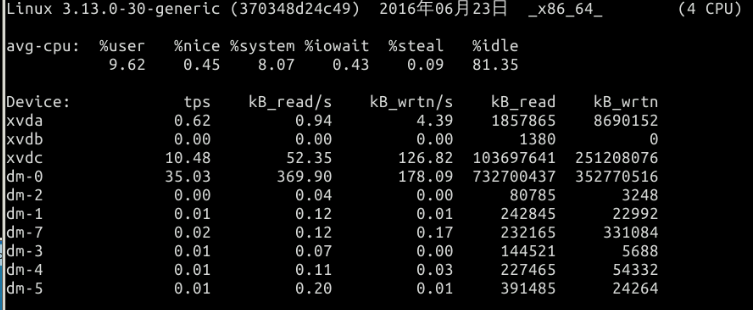 Linux 3.13.0-30-generic (370348d24c49) 2016年06月23日 _x86_64_ (4 CPU)
avg-cpu: %user %nice %system %iowait %steal %idle
9.62 0.45 8.07 0.43 0.09 81.35
Device: tps kB_read/s kB_wrtn/s kB_read kB_wrtn
xvda 0.62 0.94 4.39 1857865 8690152
xvdb 0.00 0.00 0.00 1380 0
xvdc 10.48 52.35 126.82 103697641 251208076
dm-0 35.03 369.90 178.09 732700437 352770516
dm-2 0.00 0.04 0.00 80785 3248
dm-1 0.01 0.12 0.01 242845 22992
dm-7 0.02 0.12 0.17 232165 331084
dm-3 0.01 0.07 0.00 144521 5688
dm-4 0.01 0.11 0.03 227465 54332
dm-5 0.01 0.20 0.01 391485 24264